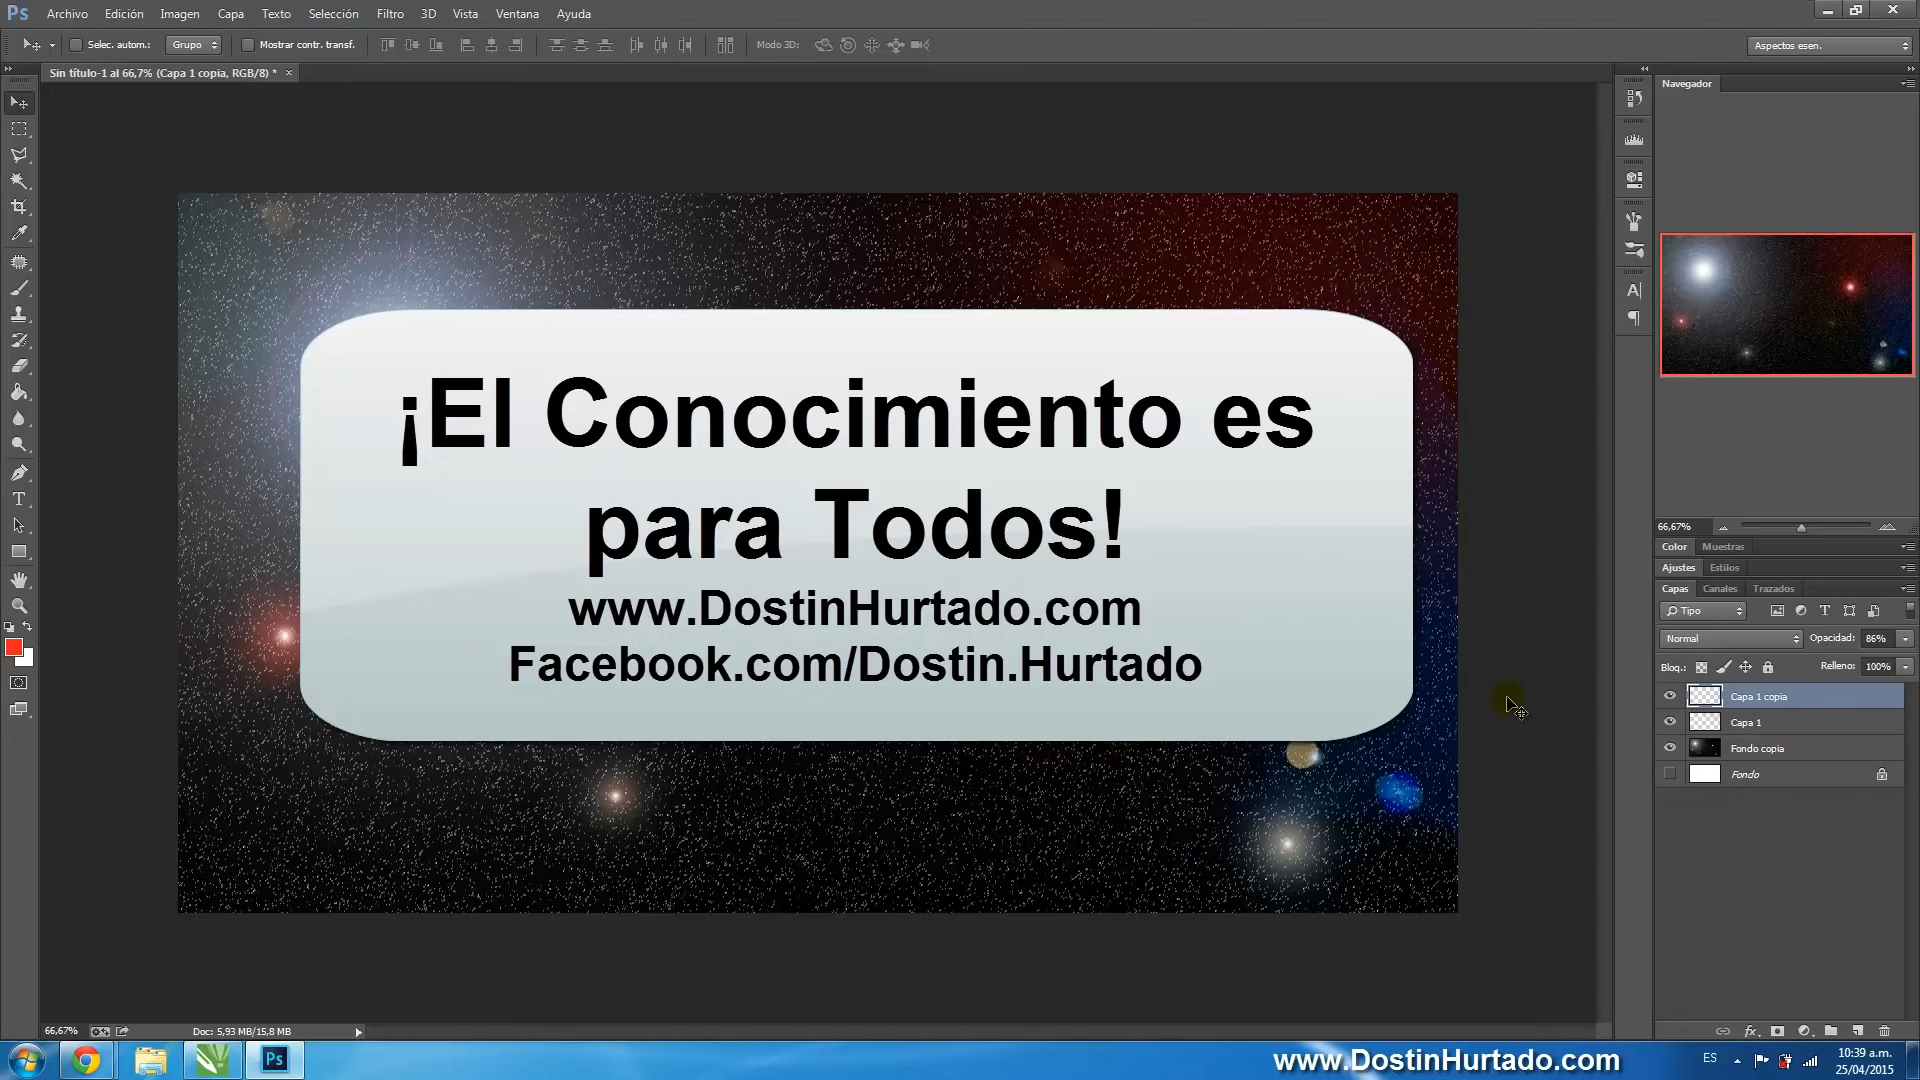 Ps Archivo Edición Imagen Capa Texto Selección Filtro 3D Vista Ventana Ayuda
Selec. autom.: Grupo Mostrar contr. transf. Modo 3D: Aspectos esen.
Sin título-1 al 66,7% (Capa 1 copia, RGB/8) * ×
Navegador
¡El Conocimiento es
para Todos!
www.DostinHurtado.com
Facebook.com/Dostin.Hurtado
66,67%
Color Muestras
Ajustes Estilos
Capas Canales Trazados
Tipo
Normal Opacidad: 86%
Bloq.: Relleno: 100%
Capa 1 copia
Capa 1
Fondo copia
Fondo
66,67% Doc: 5,93 MB/15,8 MB
Ps www.DostinHurtado.com ES 10:39 a.m.
25/04/2015